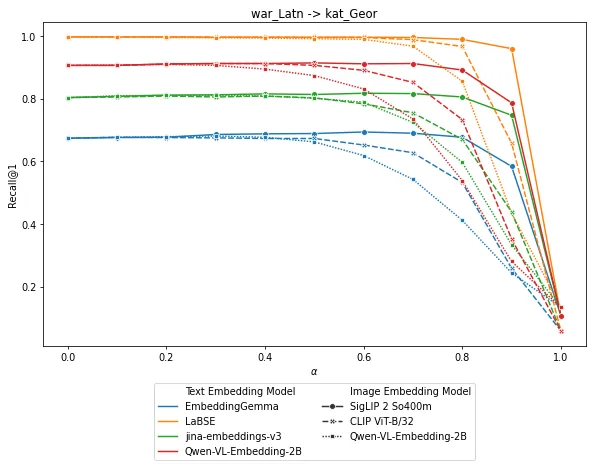 war_Latn -> kat_Geor
Recall@1
1.0
0.8
0.6
0.4
0.2
0.0 0.2 0.4 0.6 0.8 1.0
α
Text Embedding Model
EmbeddingGemma
LaBSE
jina-embeddings-v3
Qwen-VL-Embedding-2B
Image Embedding Model
SigLIP 2 So400m
CLIP ViT-B/32
Qwen-VL-Embedding-2B